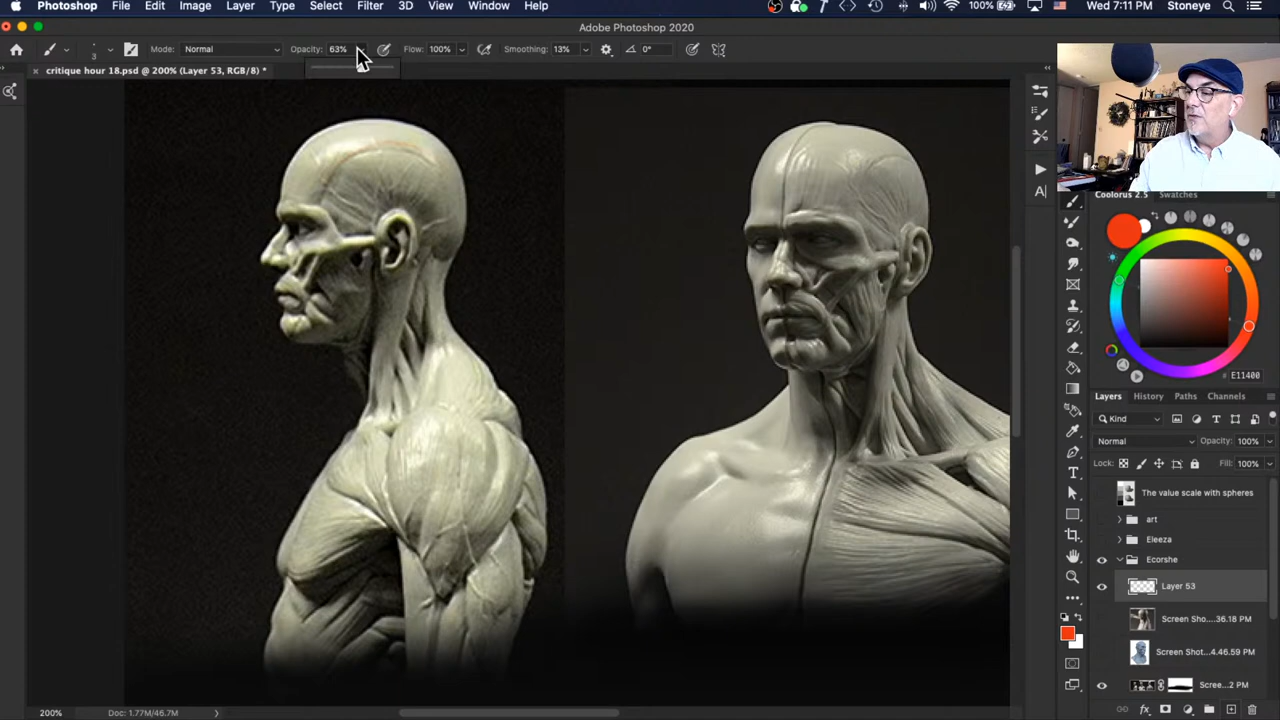 Photoshop File Edit Image Layer Type Select Filter 3D View Window Help 100% Wed 7:11 PM Stoneye
Adobe Photoshop 2020
3 Mode: Normal Opacity: 63% Flow: 100% Smoothing: 13% 0°
critique hour 18.psd @ 200% (Layer 53, RGB/8) *
Coolorus 2.5 Swatches
# E11400
Layers History Paths Channels
Kind
Normal Opacity: 100%
Lock: Fill: 100%
The value scale with spheres
art
Eleeza
Ecorshe
Layer 53
Screen Sho....36.18 PM
Screen Shot...4.46.59 PM
Scree...2 PM
200% Doc: 1.77M/46.7M